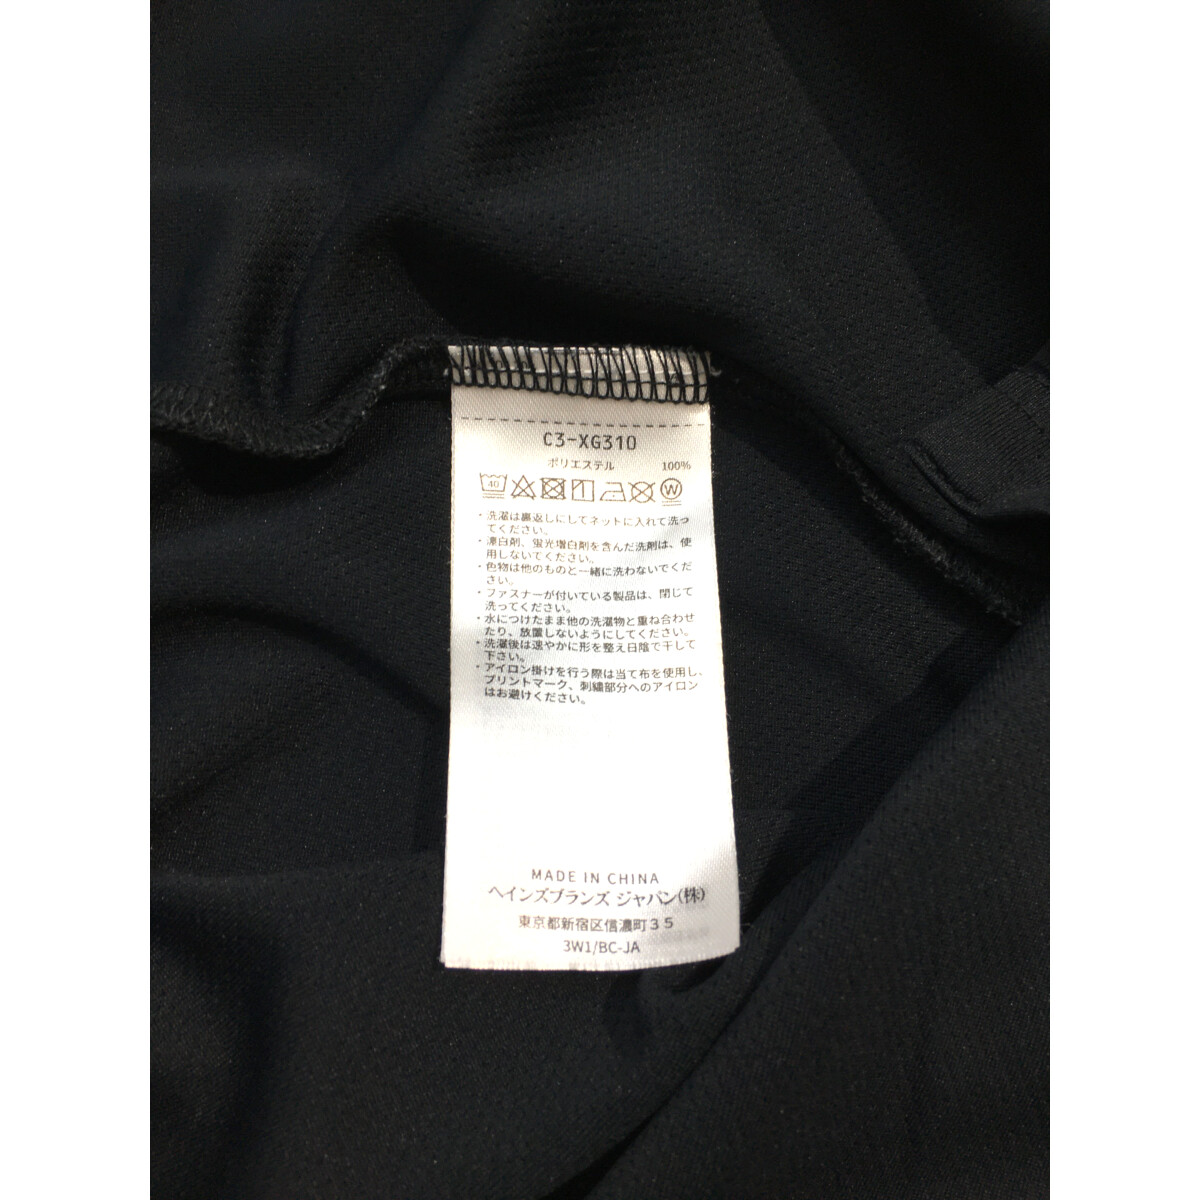 C3-XG310
ポリエステル 100%
40
W
・洗濯は裏返しにしてネットに入れて洗っ
てください。
・漂白剤、蛍光増白剤を含んだ洗剤は、使
用しないでください。
・色物は他のものと一緒に洗わないでくだ
さい。
・ファスナーが付いている製品は、閉じて
洗ってください。
・水につけたまま他の洗濯物と重ね合わせ
たり、放置しないようにしてください。
・洗濯後は速やかに形を整え日陰で干して
下さい。
・アイロン掛けを行う際は当て布を使用し、
プリントマーク、刺繍部分へのアイロン
はお避けください。
MADE IN CHINA
ヘインズブランズ ジャパン(株)
東京都新宿区信濃町35
3W1/BC-JA